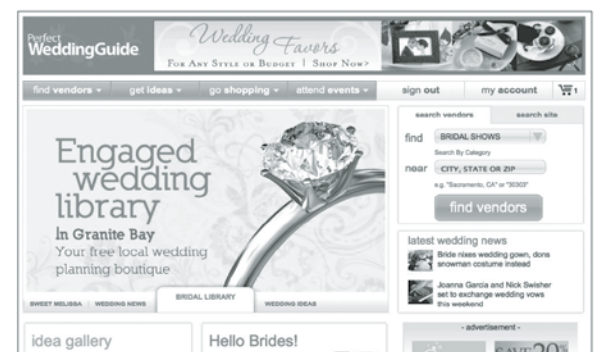 Perfect
WeddingGuide
Wedding Favors
FOR ANY STYLE OR BUDGET | SHOP NOW>
find vendors
get ideas
go shopping
attend events
sign out
my account
1
Engaged
wedding
library
In Granite Bay
Your free local wedding
planning boutique
SWEET MELISSA | WEDDING NEWS
BRIDAL LIBRARY
WEDDING IDEAS
search vendors
search site
find
BRIDAL SHOWS
Search By Category
near
CITY, STATE OR ZIP
e.g. "Sacramento, CA" or "30303"
find vendors
latest wedding news
Bride nixes wedding gown, dons
snowman costume instead
Joanna Garcia and Nick Swisher
set to exchange wedding vows
this weekend
idea gallery
Hello Brides!
- advertisement -
SAVE 20%